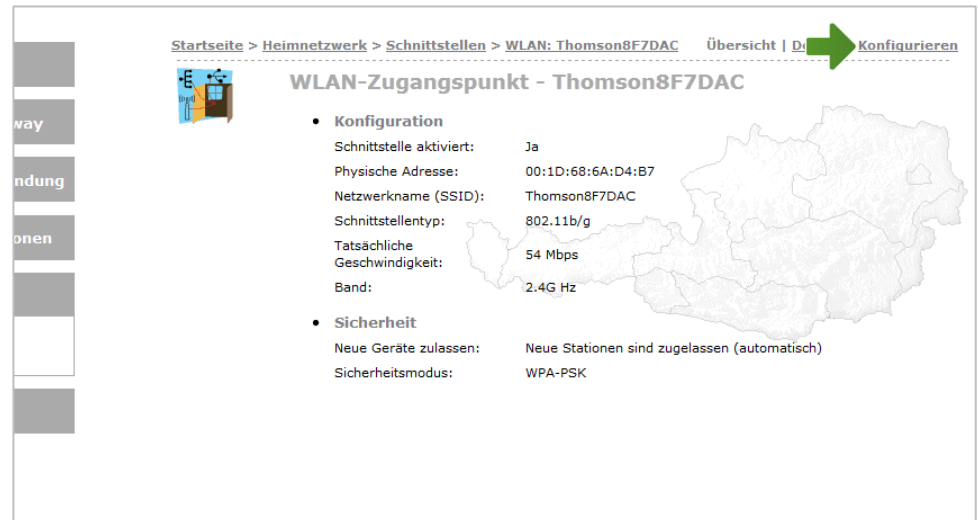 Startseite > Heimnetzwerk > Schnittstellen > WLAN: Thomson8F7DAC Übersicht | Konfigurieren
WLAN-Zugangspunkt - Thomson8F7DAC
way
ndung
onen
• Konfiguration
Schnittstelle aktiviert: Ja
Physische Adresse: 00:1D:68:6A:D4:B7
Netzwerkname (SSID): Thomson8F7DAC
Schnittstellentyp: 802.11b/g
Tatsächliche
Geschwindigkeit: 54 Mbps
Band: 2.4G Hz
• Sicherheit
Neue Geräte zulassen: Neue Stationen sind zugelassen (automatisch)
Sicherheitsmodus: WPA-PSK